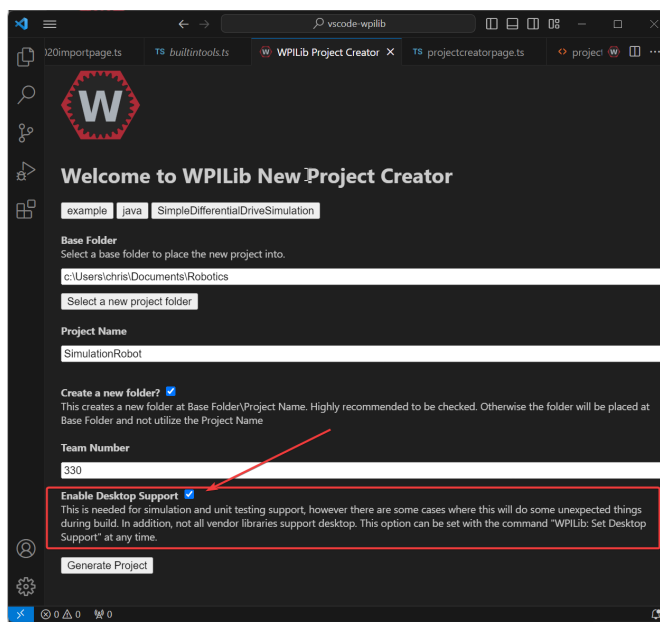 vscode-wpilib
020importpage.ts
TS builtintools.ts
WPILib Project Creator
TS projectcreatorpage.ts
project
W
Welcome to WPILib New Project Creator
example java SimpleDifferentialDriveSimulation
Base Folder
Select a base folder to place the new project into.
c:\Users\chris\Documents\Robotics
Select a new project folder
Project Name
SimulationRobot
Create a new folder?
This creates a new folder at Base Folder\Project Name. Highly recommended to be checked. Otherwise the folder will be placed at
Base Folder and not utilize the Project Name
Team Number
330
Enable Desktop Support
This is needed for simulation and unit testing support, however there are some cases where this will do some unexpected things
during build. In addition, not all vendor libraries support desktop. This option can be set with the command "WPILib: Set Desktop
Support" at any time.
Generate Project
0 0 0